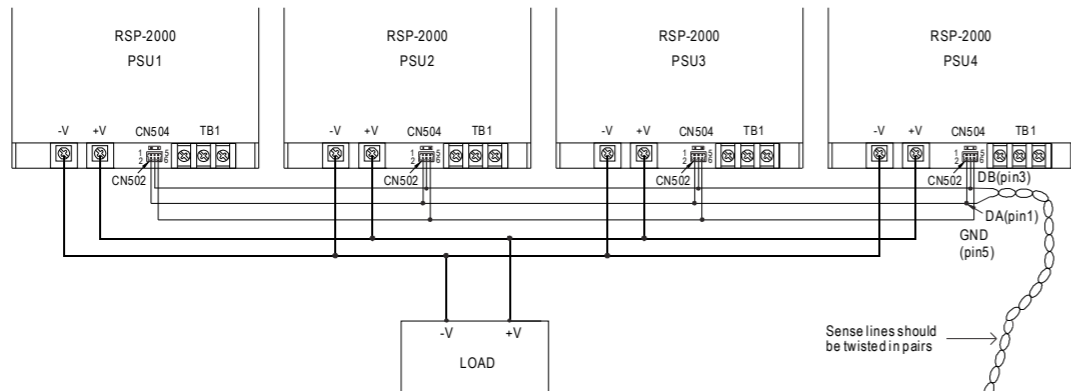 RSP-2000
PSU1
RSP-2000
PSU2
RSP-2000
PSU3
RSP-2000
PSU4
-V +V CN504 TB1
1 5
2 6
CN502
-V +V CN504 TB1
1 5
2 6
CN502
-V +V CN504 TB1
1 5
2 6
CN502
-V +V CN504 TB1
1 5
2 6
CN502
DB(pin3)
DA(pin1)
GND
(pin5)
-V +V
LOAD
Sense lines should
be twisted in pairs